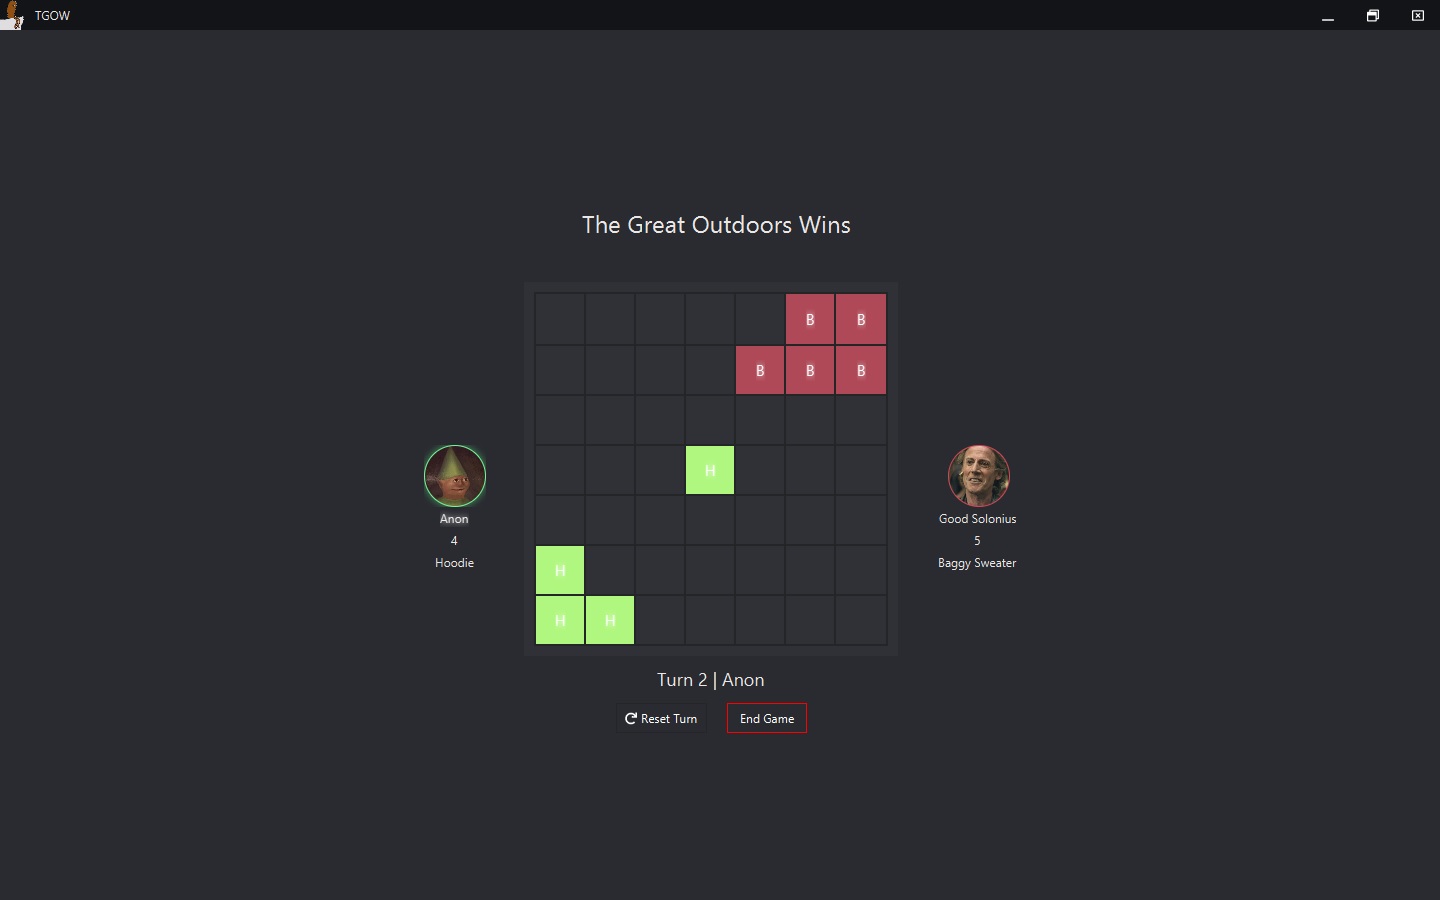 TGOW
The Great Outdoors Wins
B B
B B B
H
H
H H
Anon
4
Hoodie
Good Solonius
5
Baggy Sweater
Turn 2 | Anon
Reset Turn
End Game